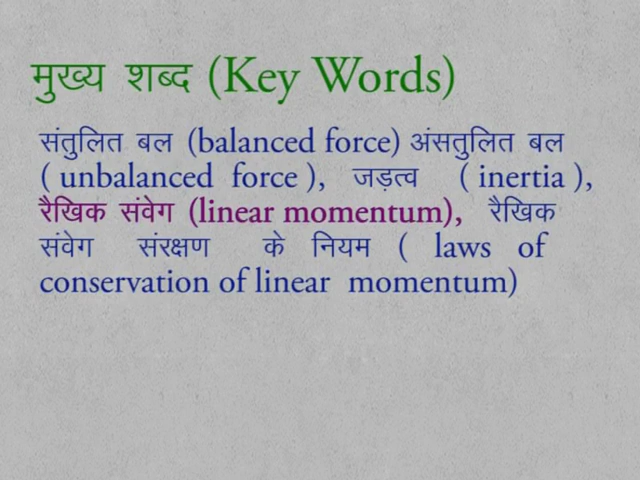 मुख्य शब्द (Key Words)
संतुलित बल (balanced force) अंसतुलित बल
( unbalanced force ), जड़त्व ( inertia ),
रैखिक संवेग (linear momentum), रैखिक
संवेग संरक्षण के नियम ( laws of
conservation of linear momentum)